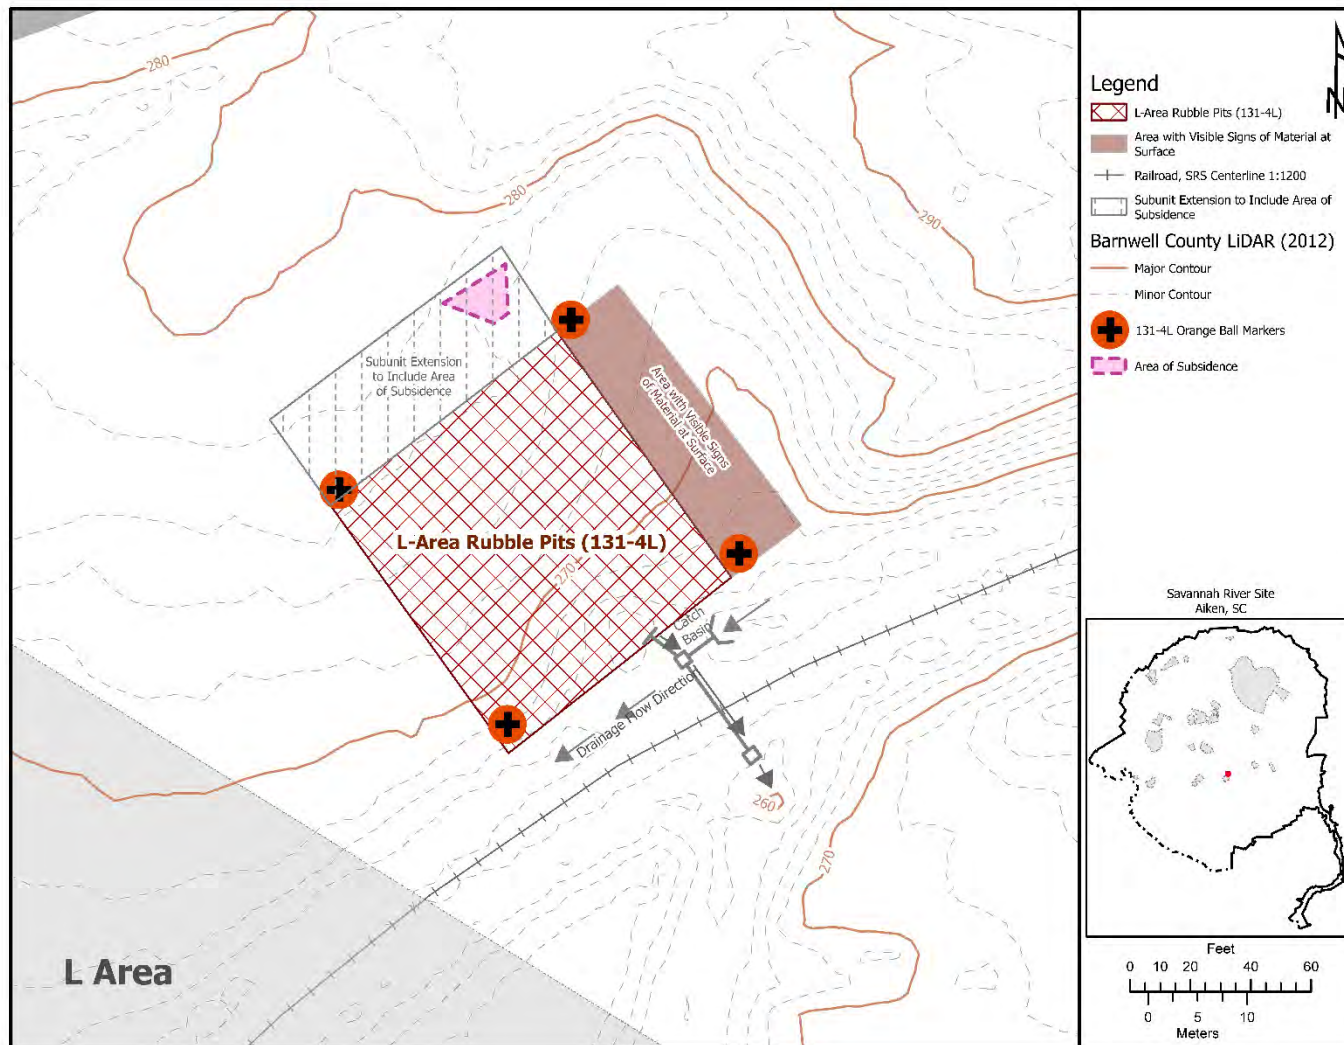 280
280
290
Subunit Extension
to Include Area
of Subsidence
Area with Visible Signs
of Material at
Surface
L-Area Rubble Pits (131-4L)
270
Catch
Basin
Drainage Flow Direction
260
270
L Area
N
Legend
L-Area Rubble Pits (131-4L)
Area with Visible Signs of Material at
Surface
Railroad, SRS Centerline 1:1200
Subunit Extension to Include Area of
Subsidence
Barnwell County LiDAR (2012)
Major Contour
Minor Contour
131-4L Orange Ball Markers
Area of Subsidence
Savannah River Site
Aiken, SC
Feet
0 10 20 40 60
0 5 10
Meters